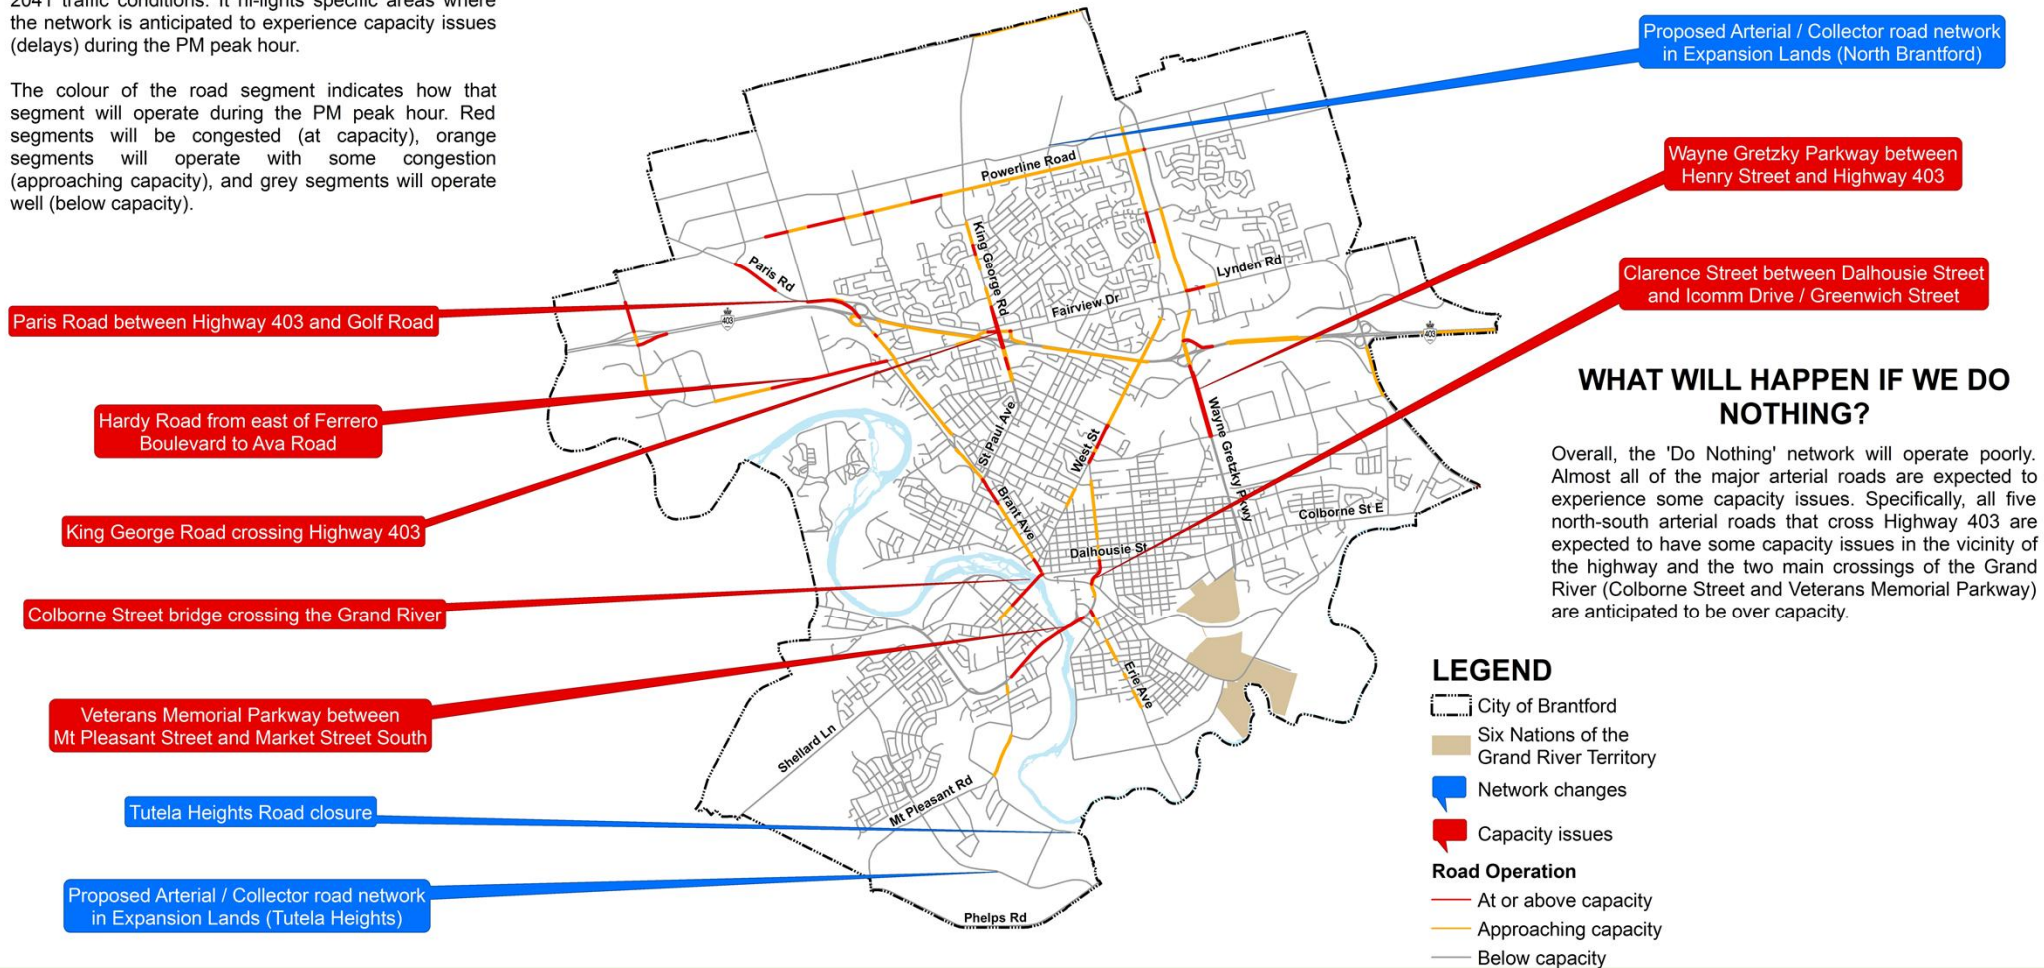 2041 traffic conditions. It hi-lights specific areas where
the network is anticipated to experience capacity issues
(delays) during the PM peak hour.
The colour of the road segment indicates how that
segment will operate during the PM peak hour. Red
segments will be congested (at capacity), orange
segments will operate with some congestion
(approaching capacity), and grey segments will operate
well (below capacity).
Proposed Arterial / Collector road network
in Expansion Lands (North Brantford)
Wayne Gretzky Parkway between
Henry Street and Highway 403
Clarence Street between Dalhousie Street
and Icomm Drive / Greenwich Street
Paris Road between Highway 403 and Golf Road
Hardy Road from east of Ferrero
Boulevard to Ava Road
King George Road crossing Highway 403
Colborne Street bridge crossing the Grand River
Veterans Memorial Parkway between
Mt Pleasant Street and Market Street South
Tutela Heights Road closure
Proposed Arterial / Collector road network
in Expansion Lands (Tutela Heights)
Powerline Road
King George Rd
Paris Rd
Lynden Rd
Fairview Dr
403
403
St Paul Ave
West St
Wayne Gretzky Pkwy
Brant Ave
Colborne St E
Dalhousie St
Erie Ave
Shellard Ln
Mt Pleasant Rd
Phelps Rd
WHAT WILL HAPPEN IF WE DO
NOTHING?
Overall, the 'Do Nothing' network will operate poorly.
Almost all of the major arterial roads are expected to
experience some capacity issues. Specifically, all five
north-south arterial roads that cross Highway 403 are
expected to have some capacity issues in the vicinity of
the highway and the two main crossings of the Grand
River (Colborne Street and Veterans Memorial Parkway)
are anticipated to be over capacity.
LEGEND
City of Brantford
Six Nations of the
Grand River Territory
Network changes
Capacity issues
Road Operation
At or above capacity
Approaching capacity
Below capacity